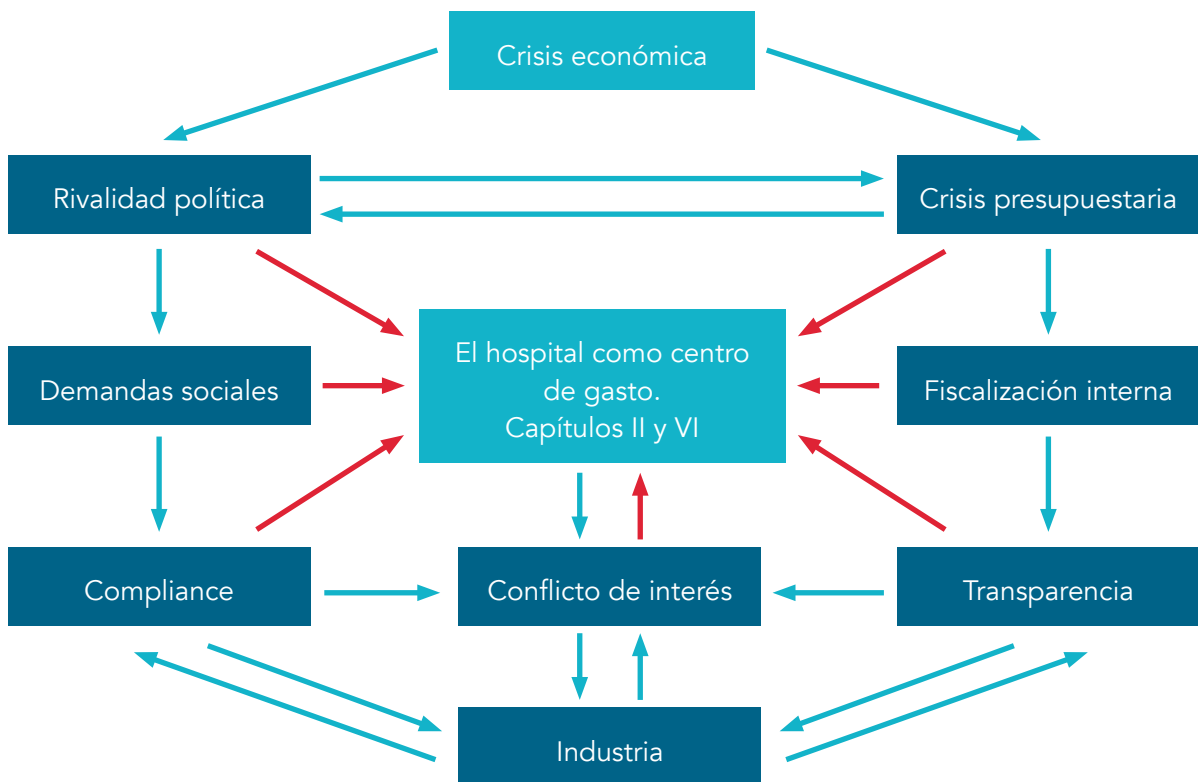 Crisis económica
Rivalidad política
Crisis presupuestaria
El hospital como centro
de gasto.
Capítulos II y VI
Demandas sociales
Fiscalización interna
Compliance
Conflicto de interés
Transparencia
Industria